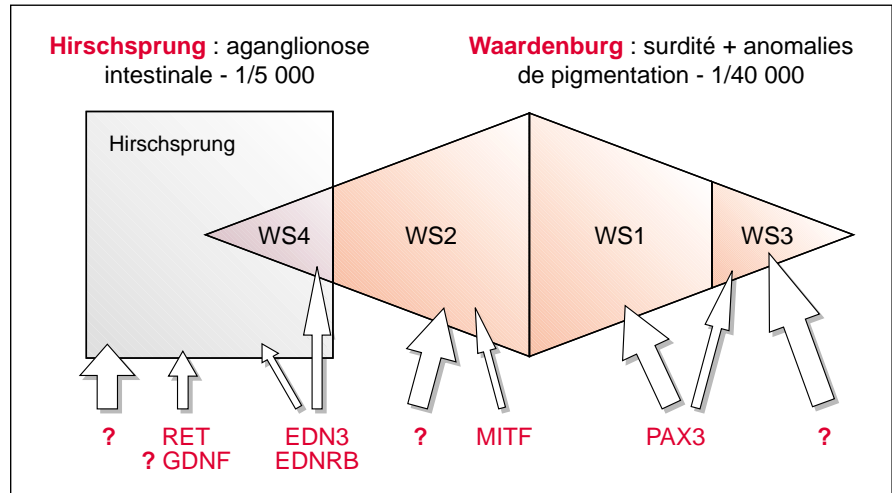 Hirschsprung : aganglionose
intestinale - 1/5 000
Waardenburg : surdité + anomalies
de pigmentation - 1/40 000
Hirschsprung
WS4
WS2
WS1
WS3
?
RET
? GDNF
EDN3
EDNRB
?
MITF
PAX3
?